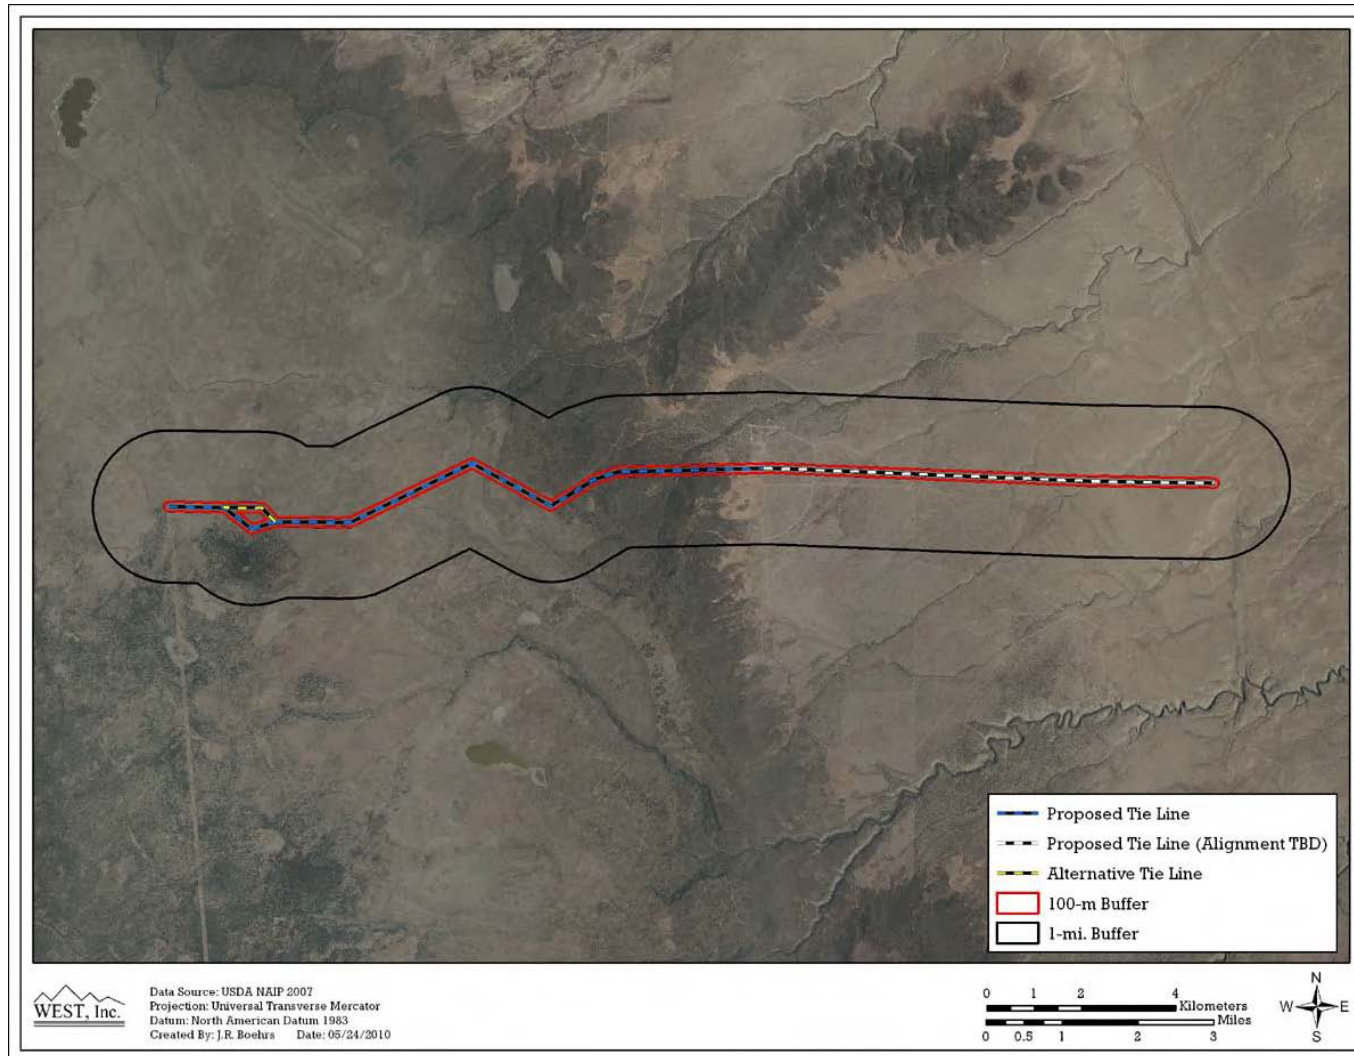 Proposed Tie Line
Proposed Tie Line (Alignment TBD)
Alternative Tie Line
100-m Buffer
1-mi. Buffer
WEST, Inc.
Data Source: USDA NAIP 2007
Projection: Universal Transverse Mercator
Datum: North American Datum 1983
Created By: J.R. Boehrs Date: 05/24/2010
0 1 2 4
Kilometers
Miles
0 0.5 1 2 3
N
W E
S